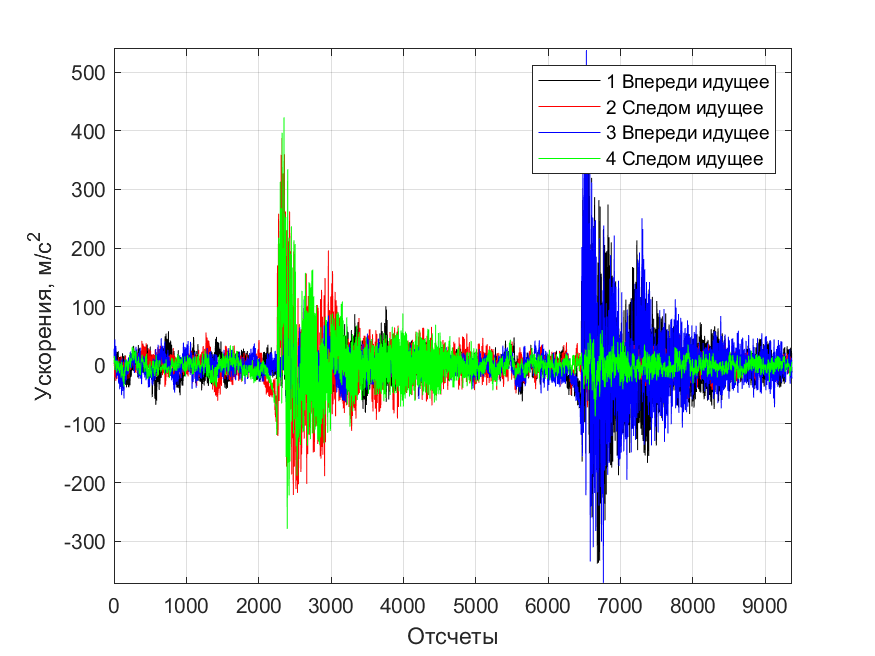 500
400
300
200
100
0
-100
-200
-300
0 1000 2000 3000 4000 5000 6000 7000 8000 9000
Отсчеты
Ускорения, м/с²
1 Впереди идущее
2 Следом идущее
3 Впереди идущее
4 Следом идущее